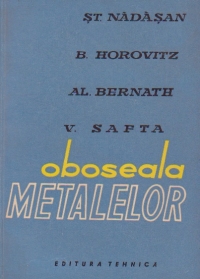 ȘT. NĂDĂȘAN
B. HOROVITZ
AL. BERNATH
V. SAFTA
oboseala
METALELOR
EDITURA TEHNICA